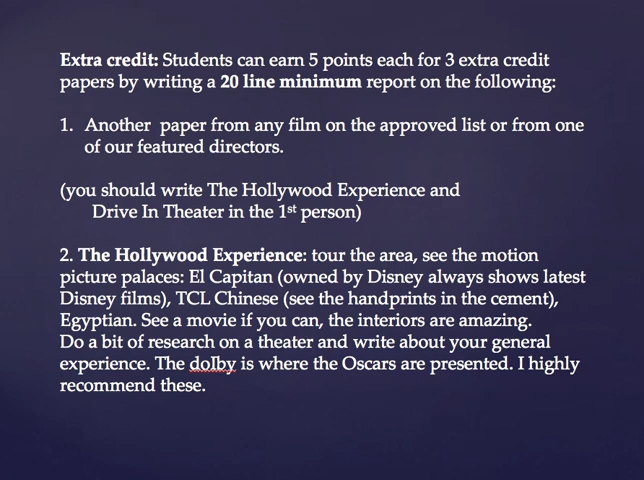 Extra credit: Students can earn 5 points each for 3 extra credit
papers by writing a 20 line minimum report on the following:
1. Another paper from any film on the approved list or from one
of our featured directors.
(you should write The Hollywood Experience and
Drive In Theater in the 1st person)
2. The Hollywood Experience: tour the area, see the motion
picture palaces: El Capitan (owned by Disney always shows latest
Disney films), TCL Chinese (see the handprints in the cement),
Egyptian. See a movie if you can, the interiors are amazing.
Do a bit of research on a theater and write about your general
experience. The dolby is where the Oscars are presented. I highly
recommend these.